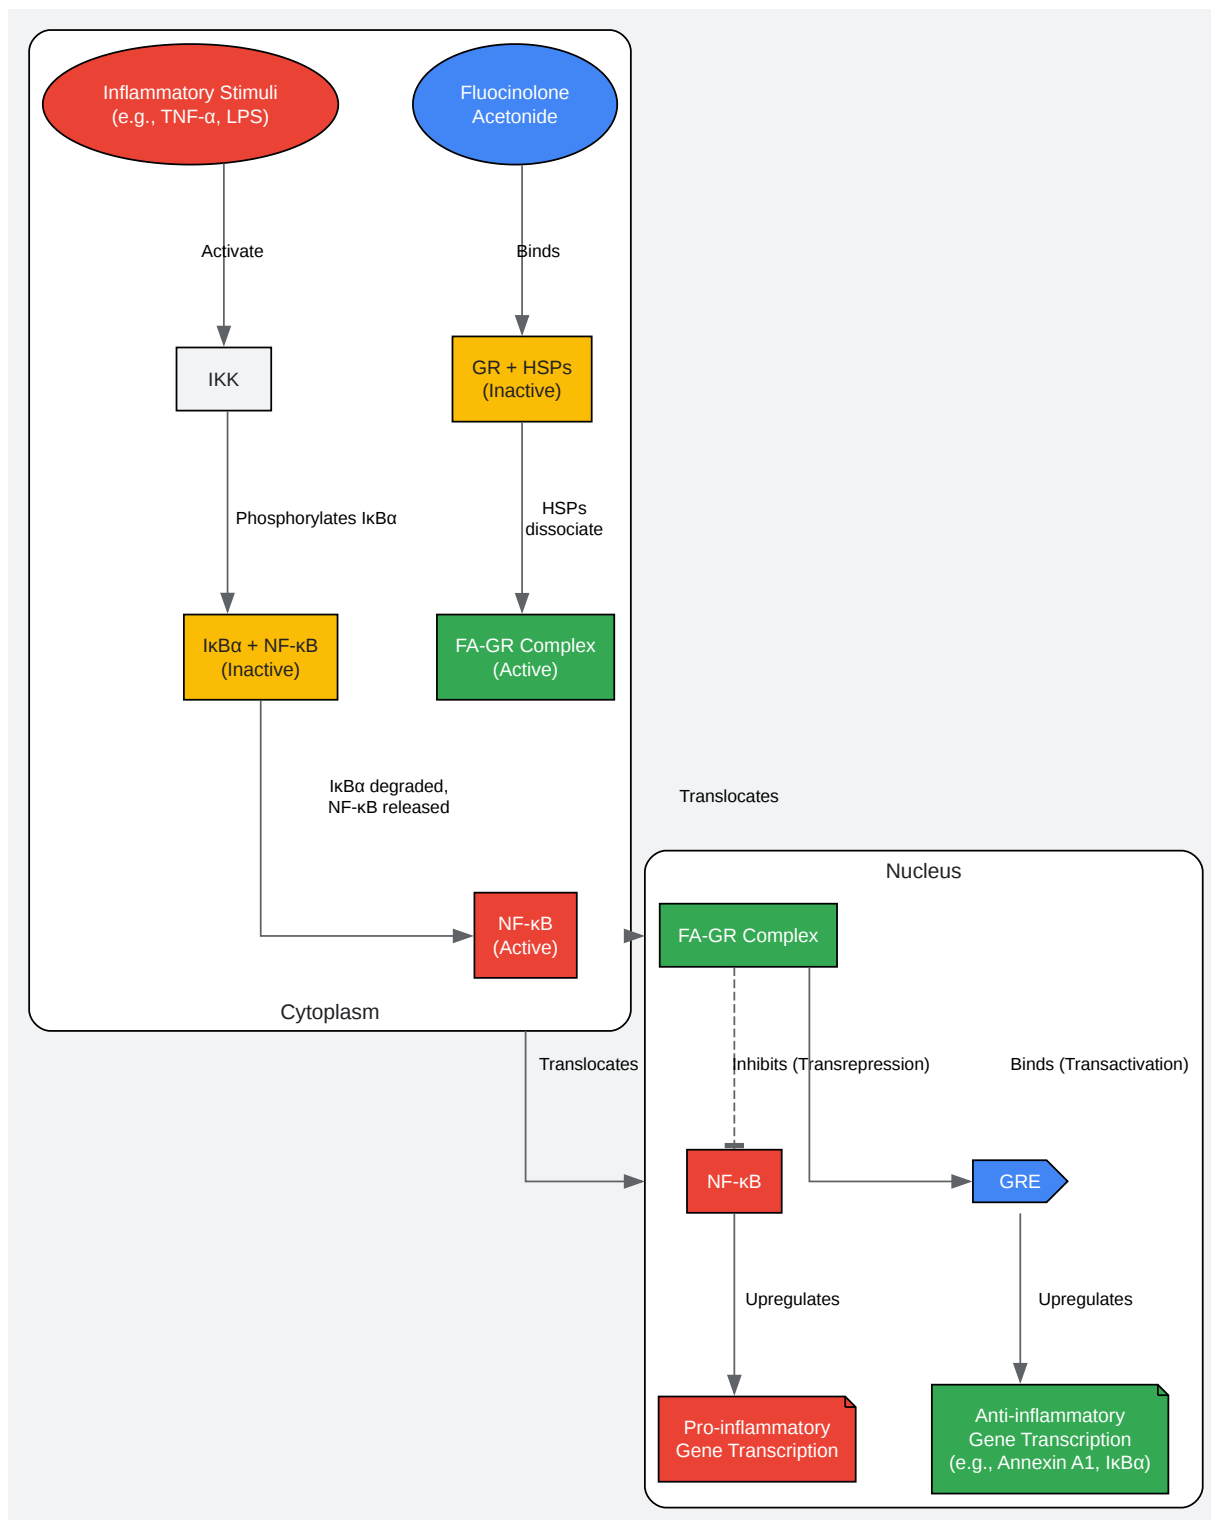 Inflammatory Stimuli
(e.g., TNF-α, LPS)
Fluocinolone
Acetonide
Activate
Binds
IKK
GR + HSPs
(Inactive)
Phosphorylates IκBα
HSPs
dissociate
IκBα + NF-κB
(Inactive)
FA-GR Complex
(Active)
IκBα degraded,
NF-κB released
Translocates
NF-κB
(Active)
Cytoplasm
Nucleus
FA-GR Complex
Translocates
Inhibits (Transrepression)
Binds (Transactivation)
NF-κB
GRE
Upregulates
Upregulates
Pro-inflammatory
Gene Transcription
Anti-inflammatory
Gene Transcription
(e.g., Annexin A1, IκBα)